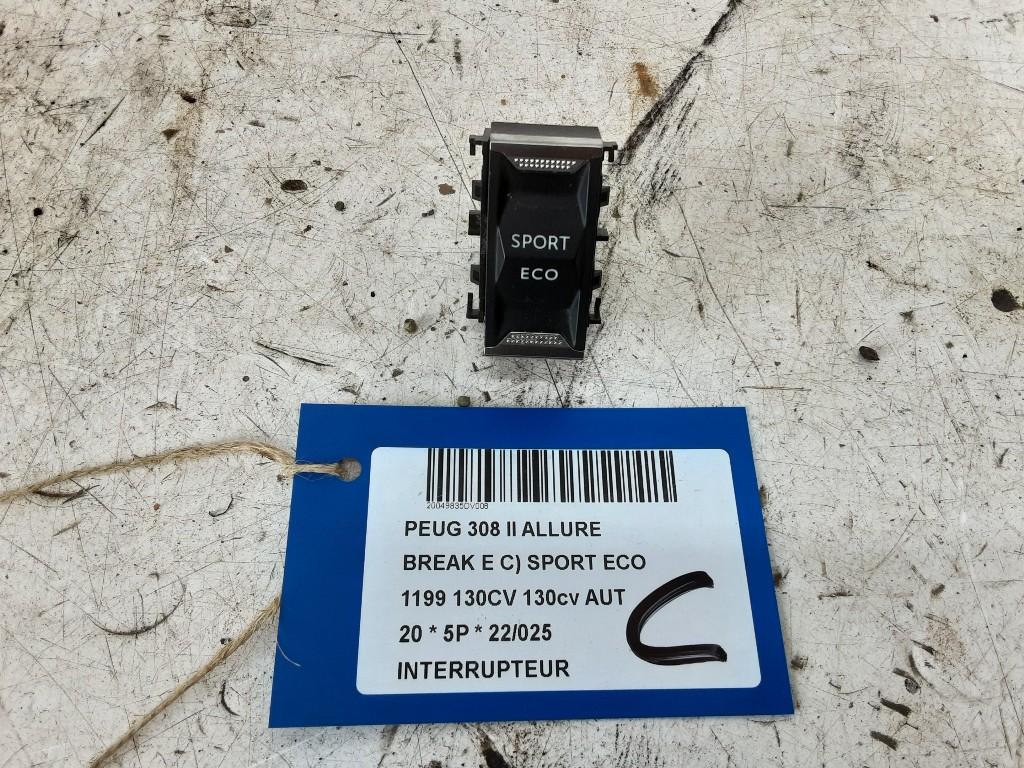 SPORT
ECO
20049835DV008
PEUG 308 II ALLURE
BREAK E C) SPORT ECO
1199 130CV 130cv AUT
20 * 5P * 22/025
INTERRUPTEUR
C